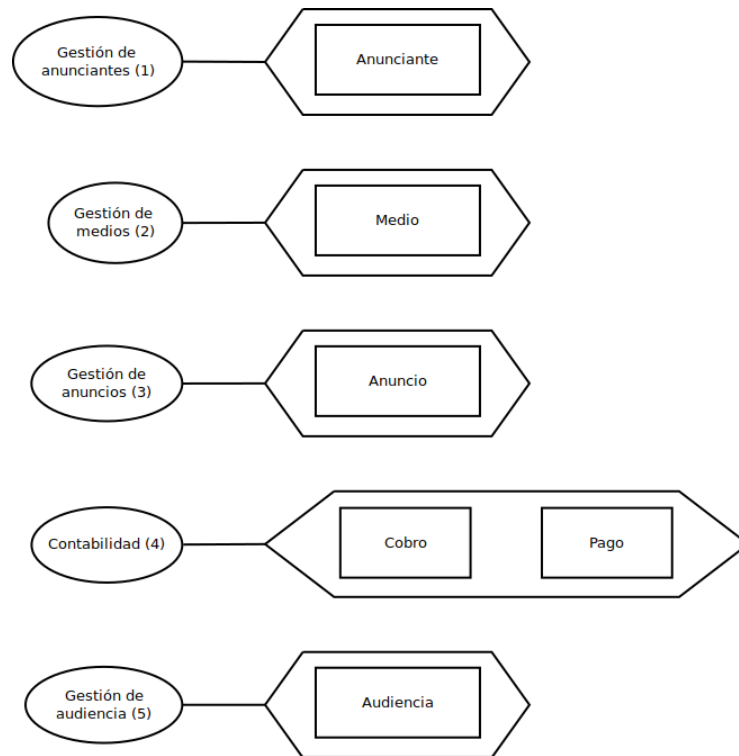 Gestión de
anunciantes (1)
Anunciante
Gestión de
medios (2)
Medio
Gestión de
anuncios (3)
Anuncio
Contabilidad (4)
Cobro
Pago
Gestión de
audiencia (5)
Audiencia